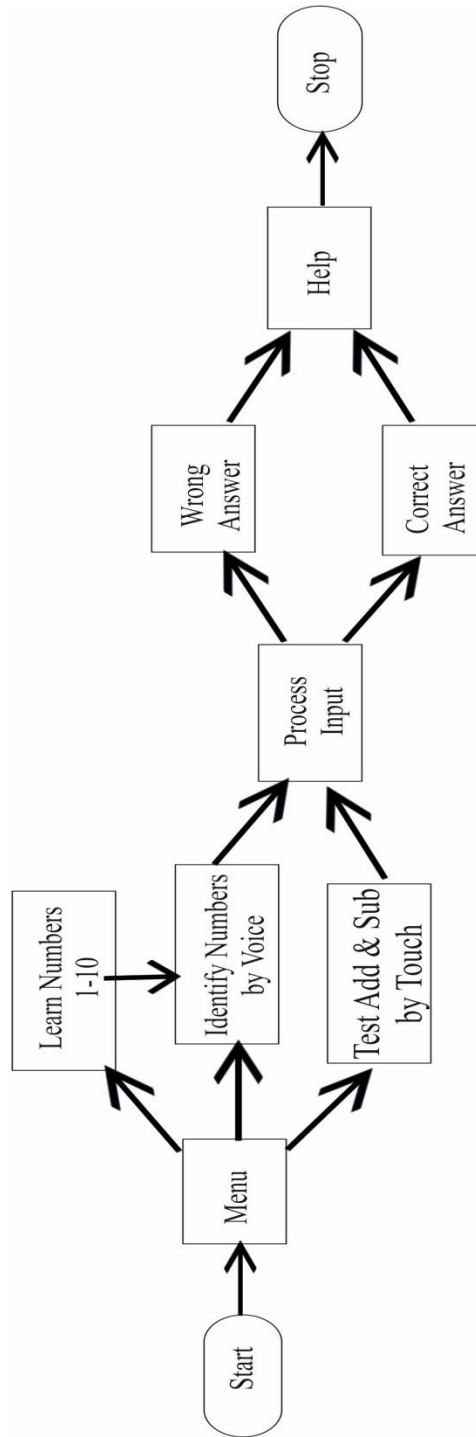 Start
Menu
Learn Numbers
1-10
Identify Numbers
by Voice
Test Add & Sub
by Touch
Process
Input
Wrong
Answer
Correct
Answer
Help
Stop